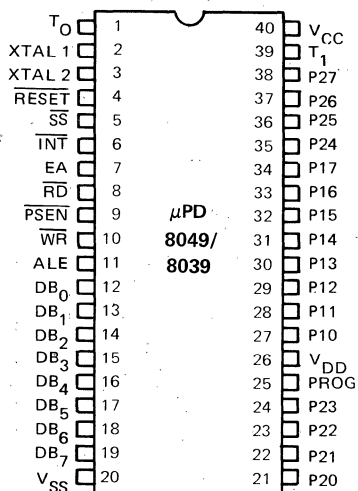 T0 1 40 VCC
XTAL 1 2 39 T1
XTAL 2 3 38 P27
RESET 4 37 P26
SS 5 36 P25
INT 6 35 P24
EA 7 34 P17
RD 8 33 P16
PSEN 9 µPD 32 P15
WR 10 8049/ 31 P14
ALE 11 8039 30 P13
DB0 12 29 P12
DB1 13 28 P11
DB2 14 27 P10
DB3 15 26 VDD
DB4 16 25 PROG
DB5 17 24 P23
DB6 18 23 P22
DB7 19 22 P21
VSS 20 21 P20